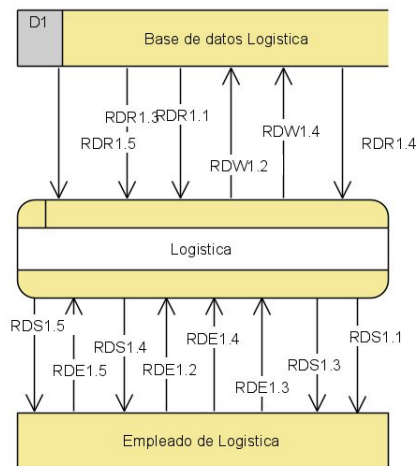 D1
Base de datos Logistica
RDR1.3
RDR1.1
RDW1.4
RDR1.5
RDR1.4
RDW1.2
Logistica
RDS1.5
RDE1.4
RDS1.1
RDS1.4
RDS1.3
RDE1.5
RDE1.2
RDE1.3
Empleado de Logistica